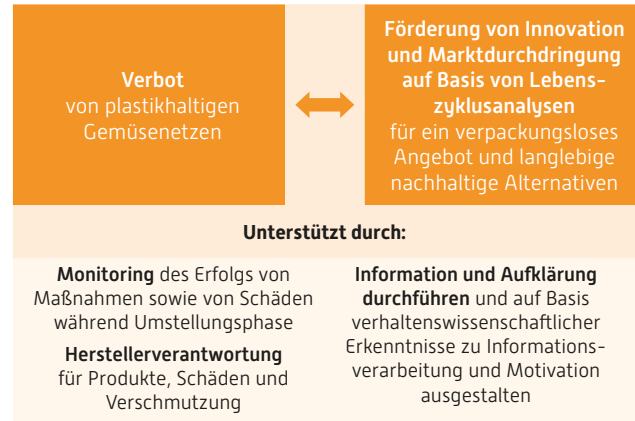 Verbot
von plastikhaltigen
Gemüsenetzen
Förderung von Innovation
und Marktdurchdringung
auf Basis von Lebens-
zyklusanalysen
für ein verpackungsloses
Angebot und langlebige
nachhaltige Alternativen
Unterstützt durch:
Monitoring des Erfolgs von
Maßnahmen sowie von Schäden
während Umstellungsphase
Herstellerverantwortung
für Produkte, Schäden und
Verschmutzung
Information und Aufklärung
durchführen und auf Basis
verhaltenswissenschaftlicher
Erkenntnisse zu Informations-
verarbeitung und Motivation
ausgestalten